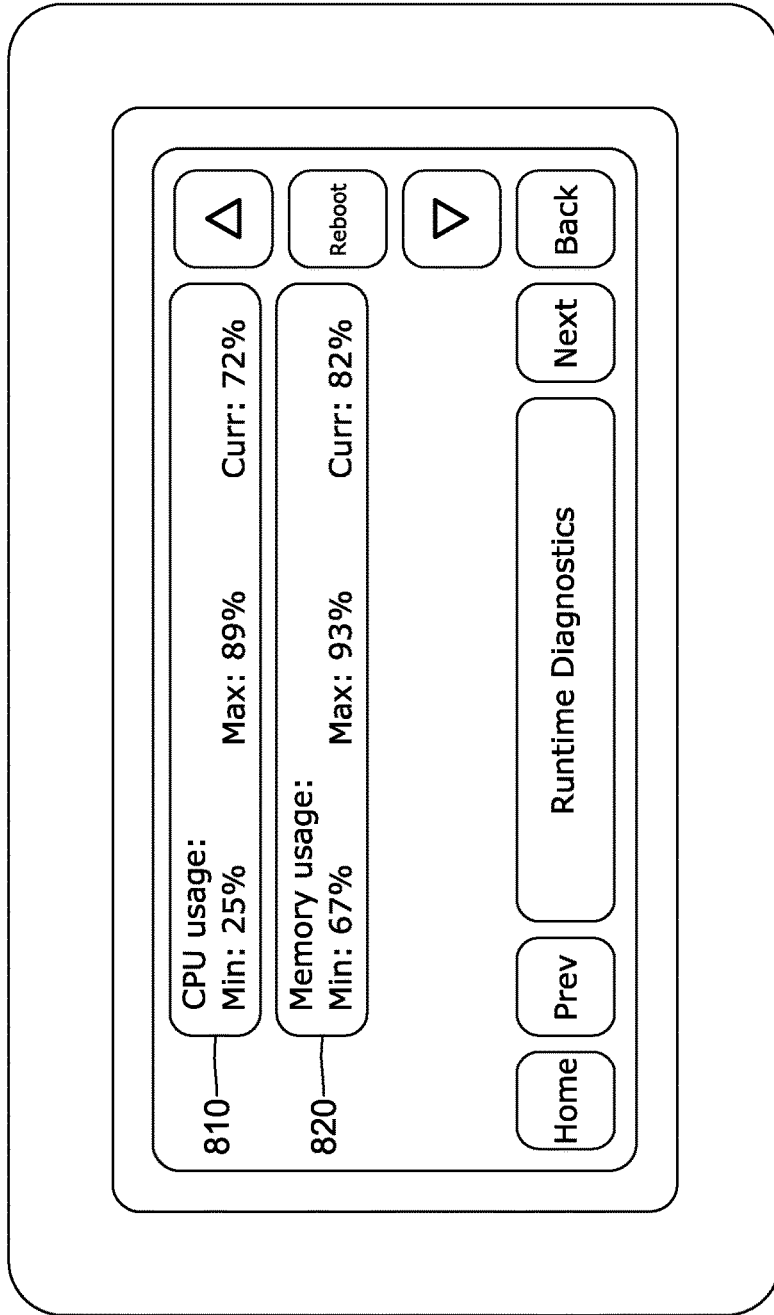 810
CPU usage:
Min: 25% Max: 89% Curr: 72%
820
Memory usage:
Min: 67% Max: 93% Curr: 82%
Reboot
Home Prev Runtime Diagnostics Next Back